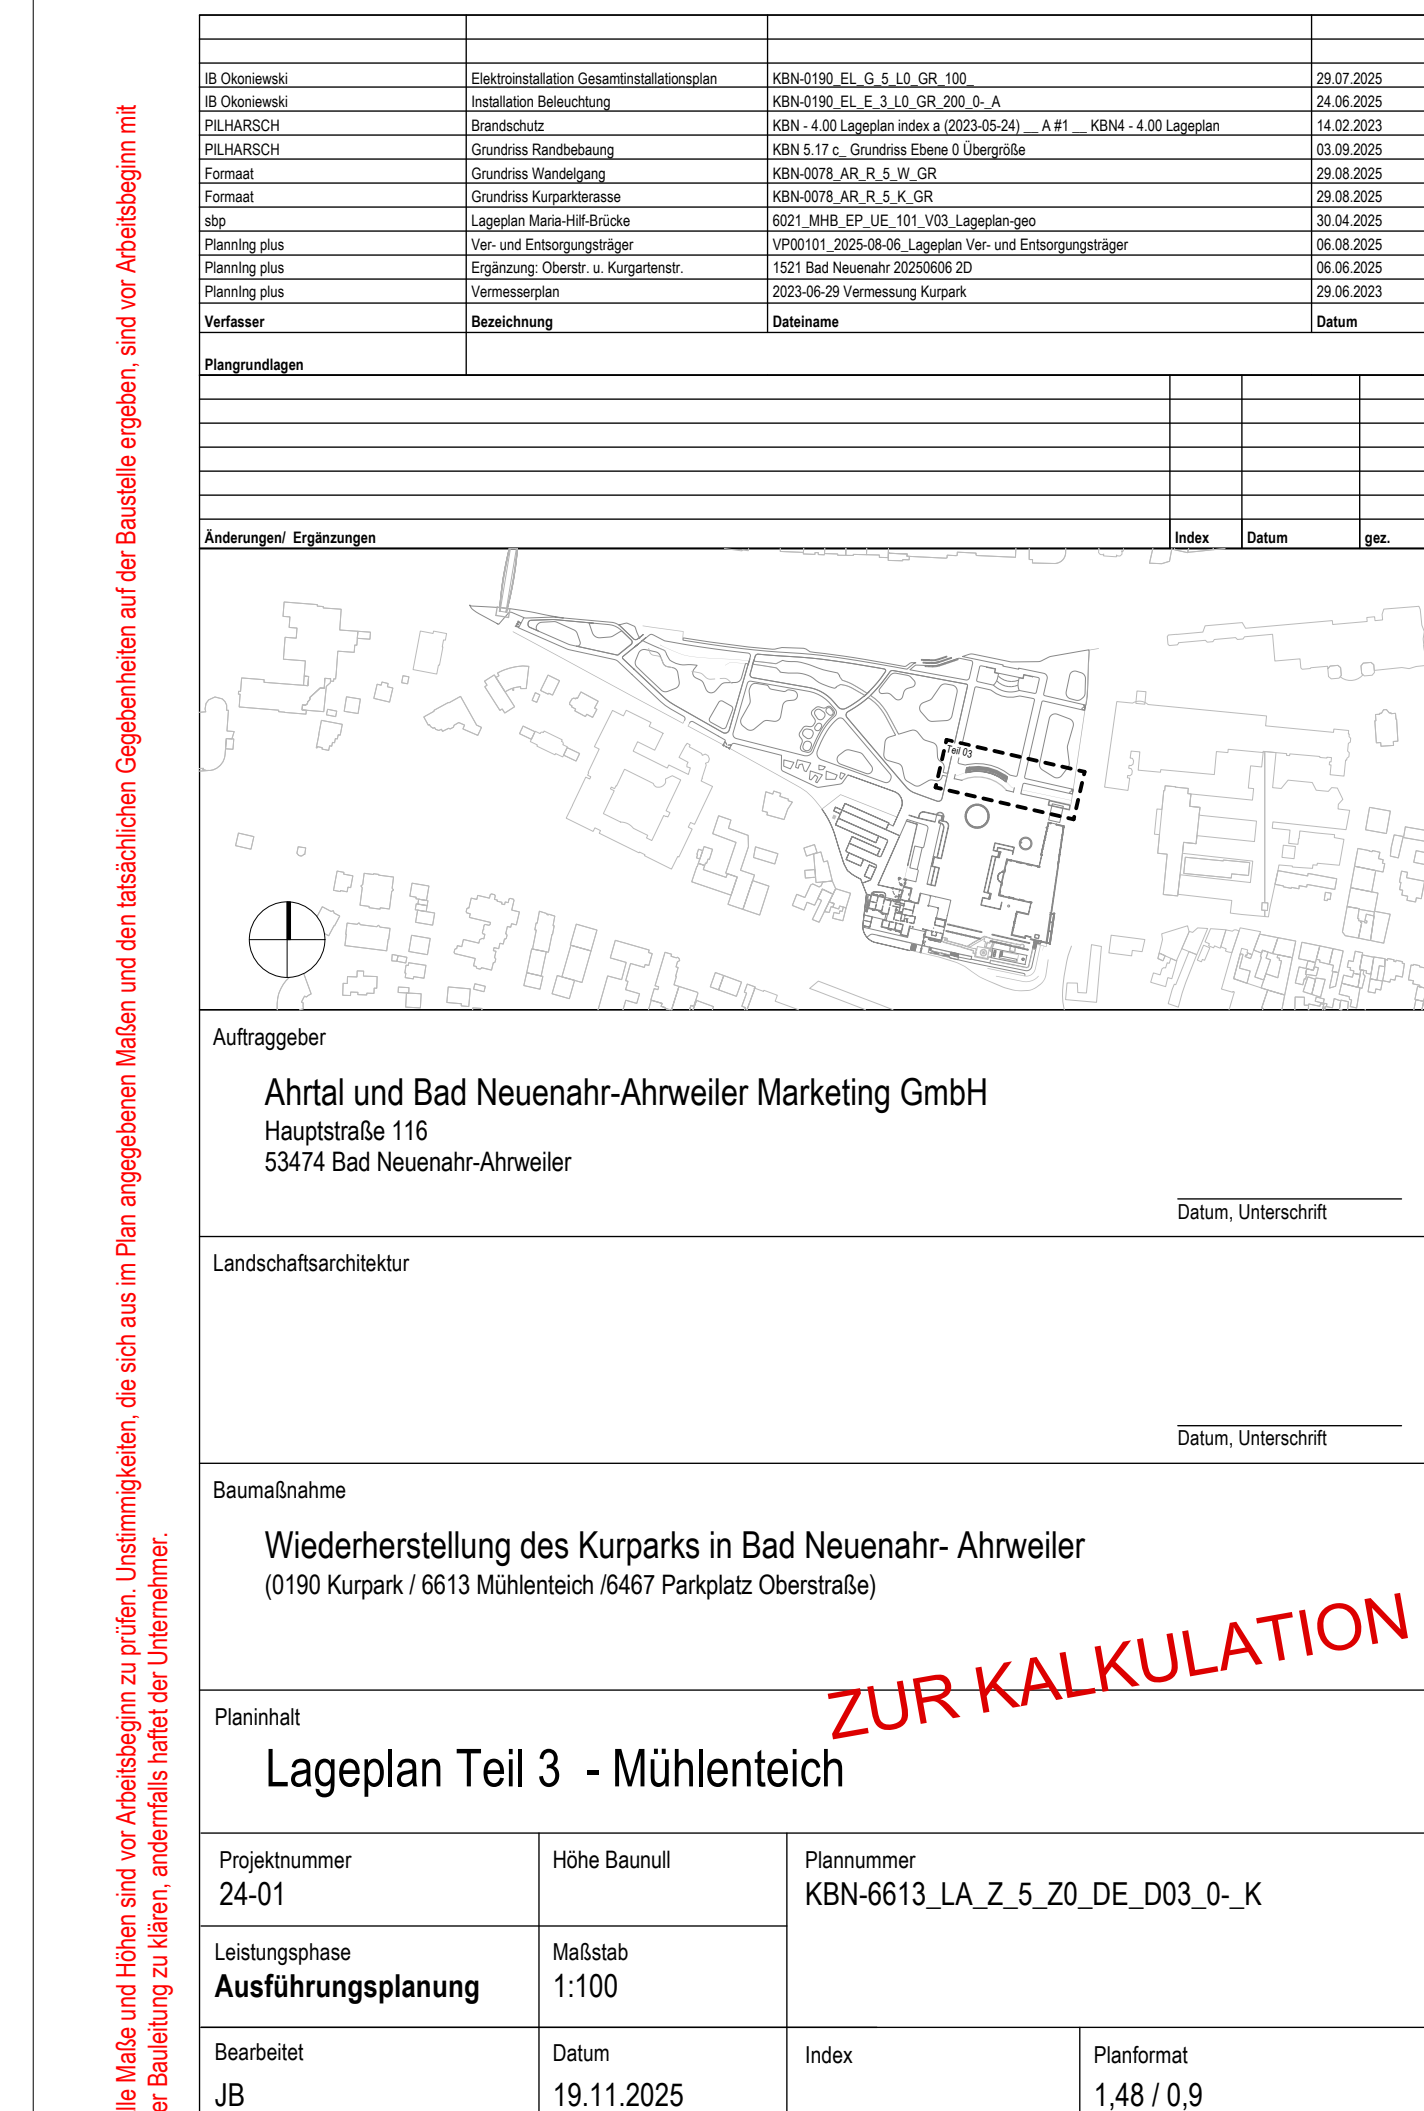 IB Okoniewski Elektroinstallation Gesamtinstallationsplan KBN-0190_EL_G_5_L0_GR_100_ 29.07.2025
IB Okoniewski Installation Beleuchtung KBN-0190_EL_E_3_L0_GR_200_0-_A 24.06.2025
PILHARSCH Brandschutz KBN - 4.00 Lageplan index a (2023-05-24) __ A #1 __ KBN4 - 4.00 Lageplan 14.02.2023
PILHARSCH Grundriss Randbebaung KBN 5.17 c_ Grundriss Ebene 0 Übergröße 03.09.2025
Formaat Grundriss Wandelgang KBN-0078_AR_R_5_W_GR 29.08.2025
Formaat Grundriss Kurparkterasse KBN-0078_AR_R_5_K_GR 29.08.2025
sbp Lageplan Maria-Hilf-Brücke 6021_MHB_EP_UE_101_V03_Lageplan-geo 30.04.2025
PlannIng plus Ver- und Entsorgungsträger VP00101_2025-08-06_Lageplan Ver- und Entsorgungsträger 06.08.2025
PlannIng plus Ergänzung: Oberstr. u. Kurgartenstr. 1521 Bad Neuenahr 20250606 2D 06.06.2025
PlannIng plus Vermesserplan 2023-06-29 Vermessung Kurpark 29.06.2023
Verfasser Bezeichnung Dateiname Datum
Plangrundlagen
Änderungen/ Ergänzungen Index Datum gez.
Teil 03
Auftraggeber
Ahrtal und Bad Neuenahr-Ahrweiler Marketing GmbH
Hauptstraße 116
53474 Bad Neuenahr-Ahrweiler
Datum, Unterschrift
Landschaftsarchitektur
Datum, Unterschrift
Baumaßnahme
Wiederherstellung des Kurparks in Bad Neuenahr- Ahrweiler
(0190 Kurpark / 6613 Mühlenteich /6467 Parkplatz Oberstraße)
ZUR KALKULATION
Planinhalt
Lageplan Teil 3 - Mühlenteich
Projektnummer Höhe Baunull Plannummer
24-01 KBN-6613_LA_Z_5_Z0_DE_D03_0-_K
Leistungsphase Maßstab
Ausführungsplanung 1:100
Bearbeitet Datum Index Planformat
JB 19.11.2025 1,48 / 0,9
lle Maße und Höhen sind vor Arbeitsbeginn zu prüfen. Unstimmigkeiten, die sich aus im Plan angegebenen Maßen und den tatsächlichen Gegebenheiten auf der Baustelle ergeben, sind vor Arbeitsbeginn mit
er Bauleitung zu klären, andernfalls haftet der Unternehmer.